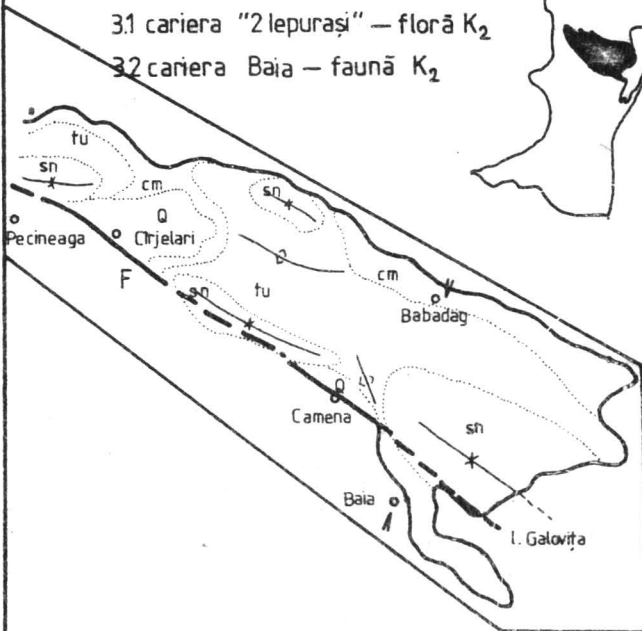 3.1 cariera "2 lepurași" — floră K₂
3.2 cariera Baia — faună K₂
tu
sn
cm
sn
Q
Pecineaga
Cîrjelari
cm
F
sn
tu
Babadag
Q
Camena
sn
Baia
l. Galovița